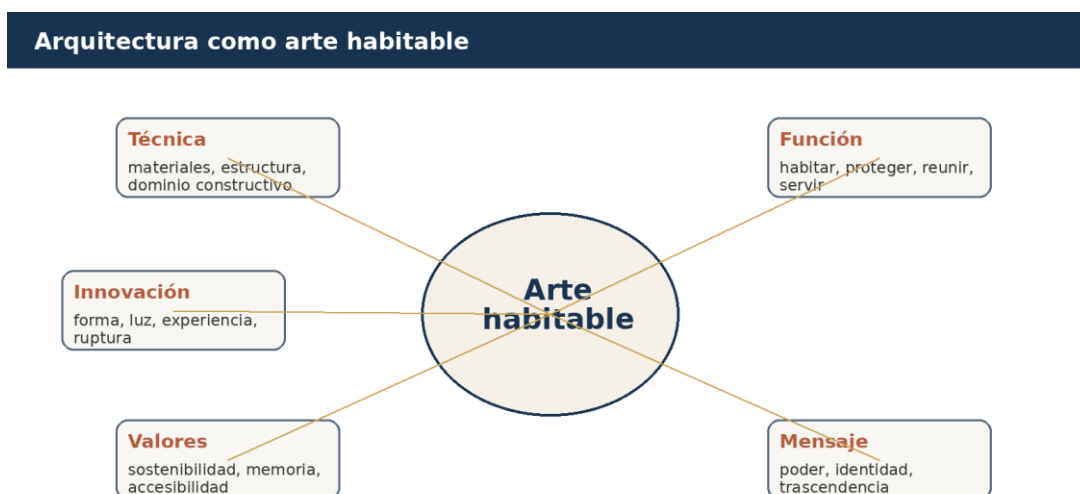 Arquitectura como arte habitable
Técnica
materiales, estructura,
dominio constructivo
Función
habitar, proteger, reunir,
servir
Innovación
forma, luz, experiencia,
ruptura
Arte
habitable
Valores
sostenibilidad, memoria,
accesibilidad
Mensaje
poder, identidad,
trascendencia